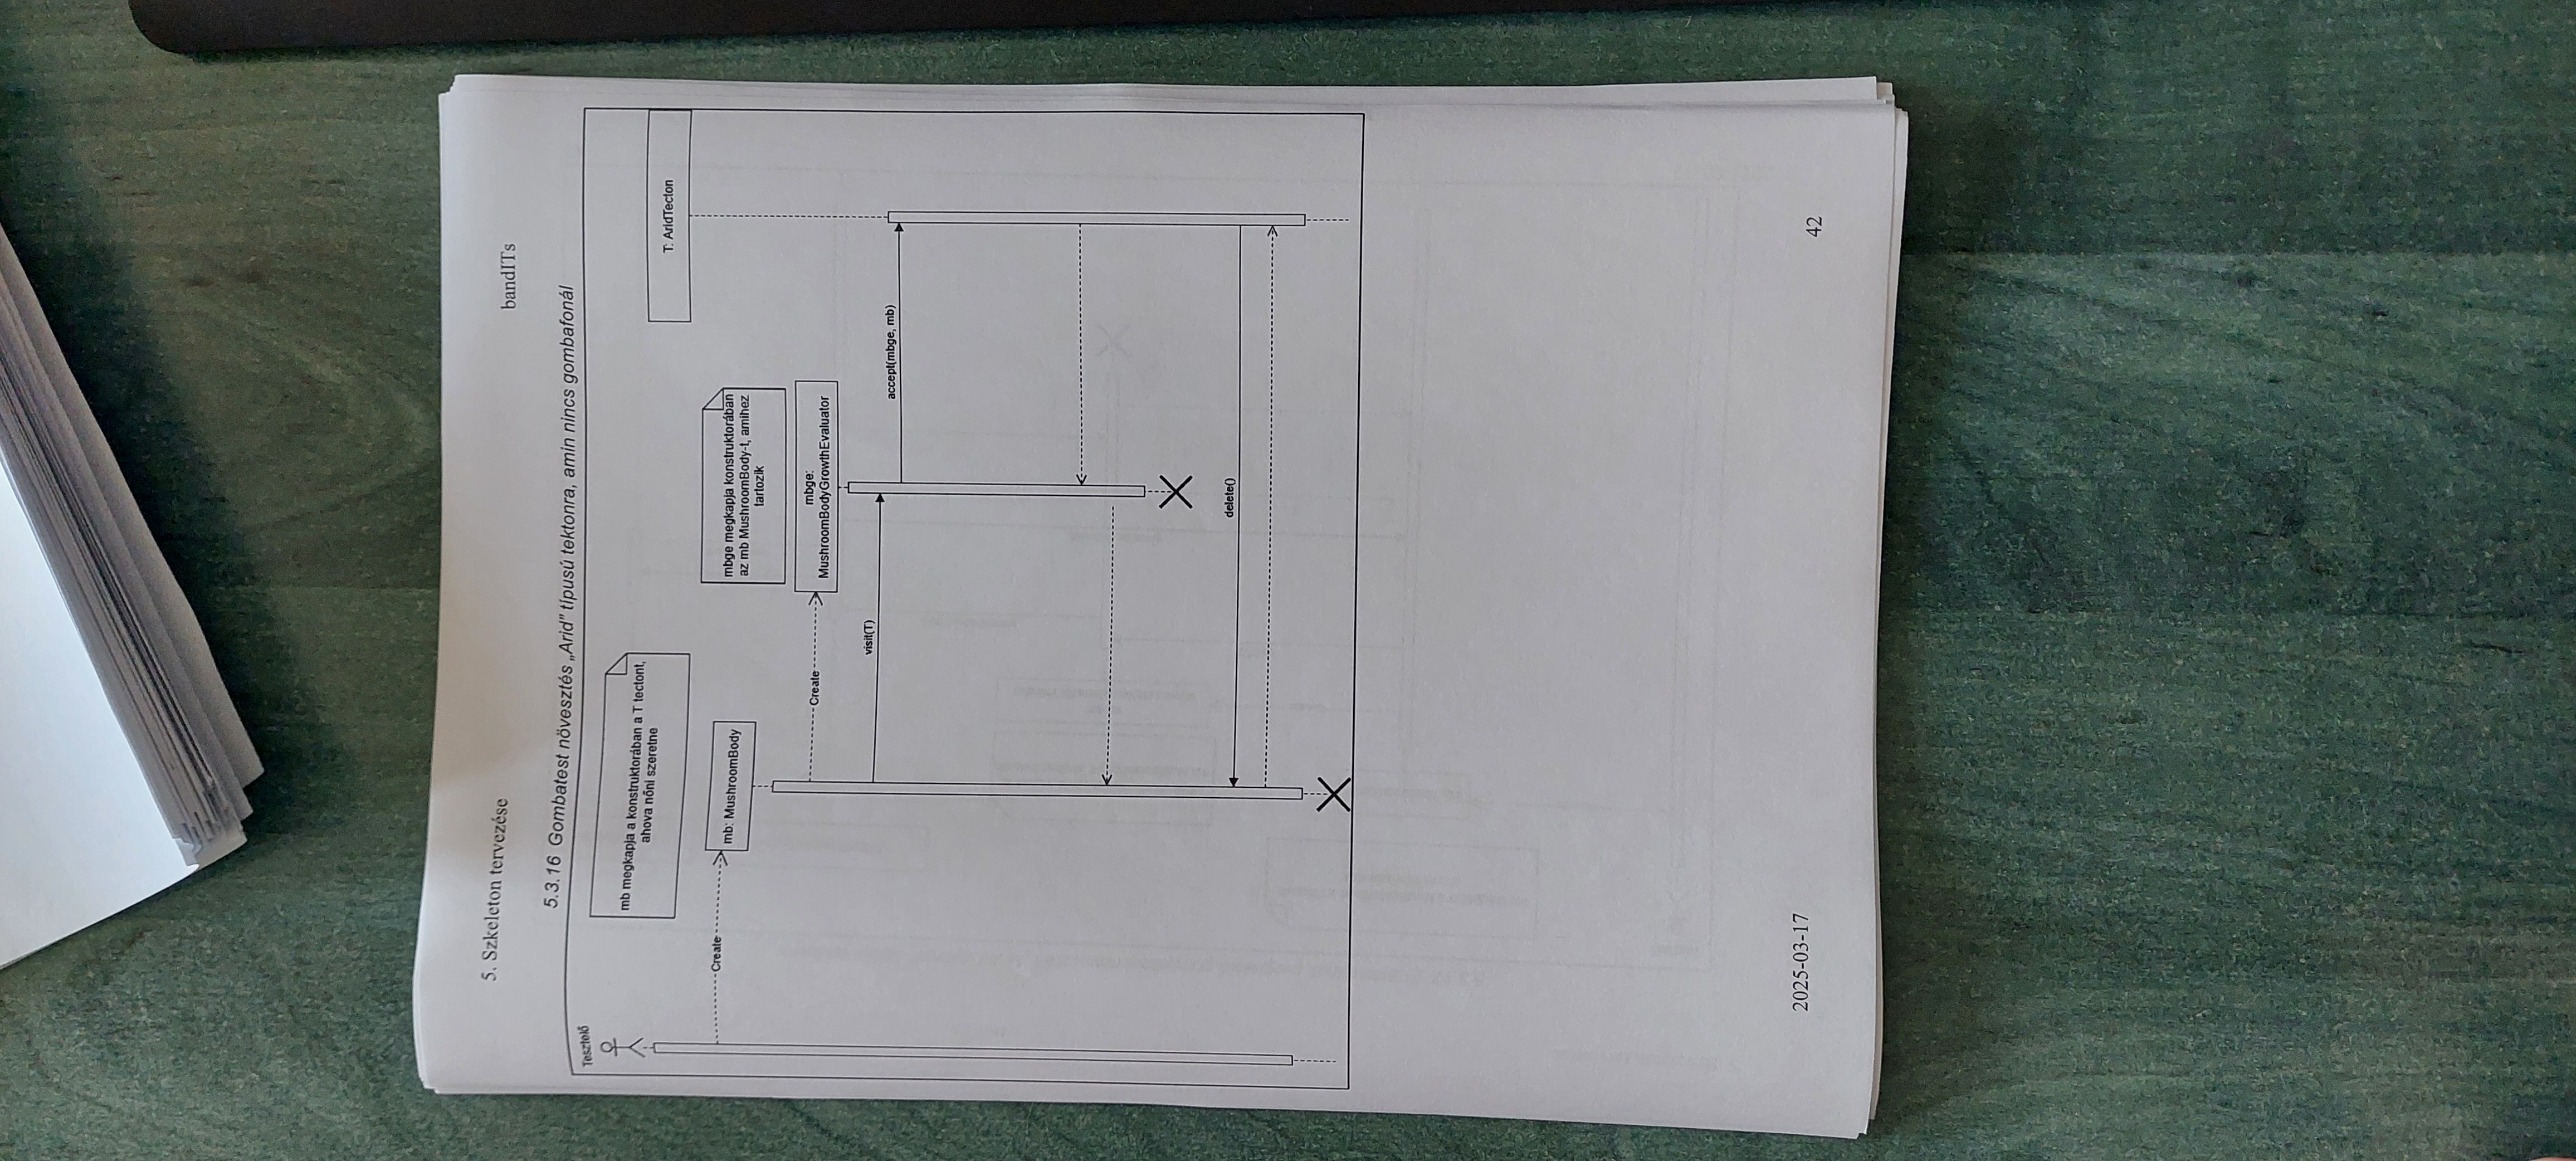 5. Szkeleton tervezése
bandITs
5.3.16 Gombatest növesztés „Arid” típusú tektonra, amin nincs gombafonál
Tesztelő
mb megkapja a konstruktorában a T tectont,
ahova nőni szeretne
T: AridTecton
Create
mb: MushroomBody
mbge megkapja konstruktorában
az mb MushroomBody-t, amihez
tartozik
Create
mbge:
MushroomBodyGrowthEvaluator
visit(T)
accept(mbge, mb)
delete()
2025-03-17
42